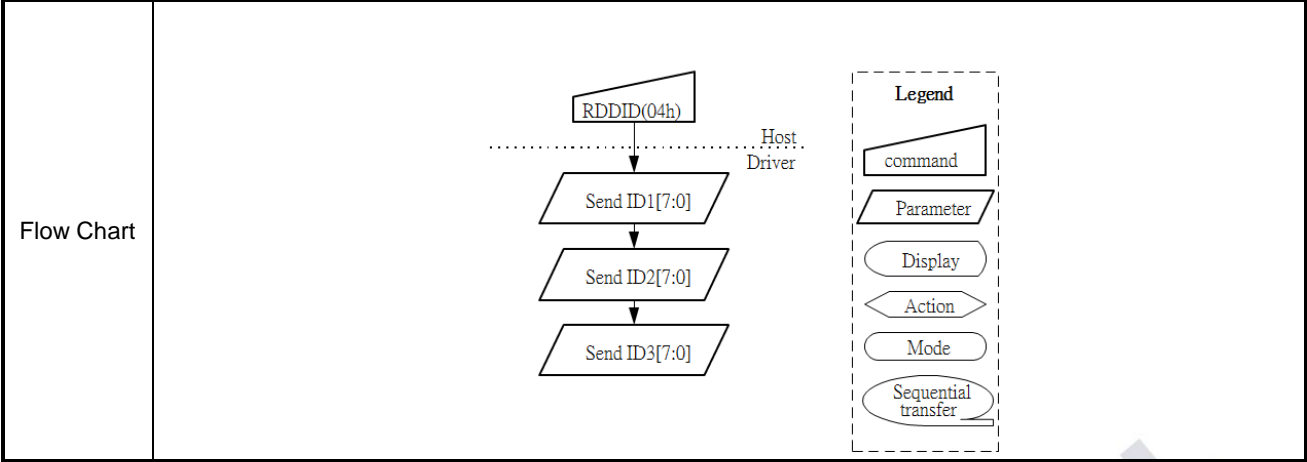 Flow Chart
RDDID(04h)
Host
Driver
Send ID1[7:0]
Send ID2[7:0]
Send ID3[7:0]
Legend
command
Parameter
Display
Action
Mode
Sequential
transfer